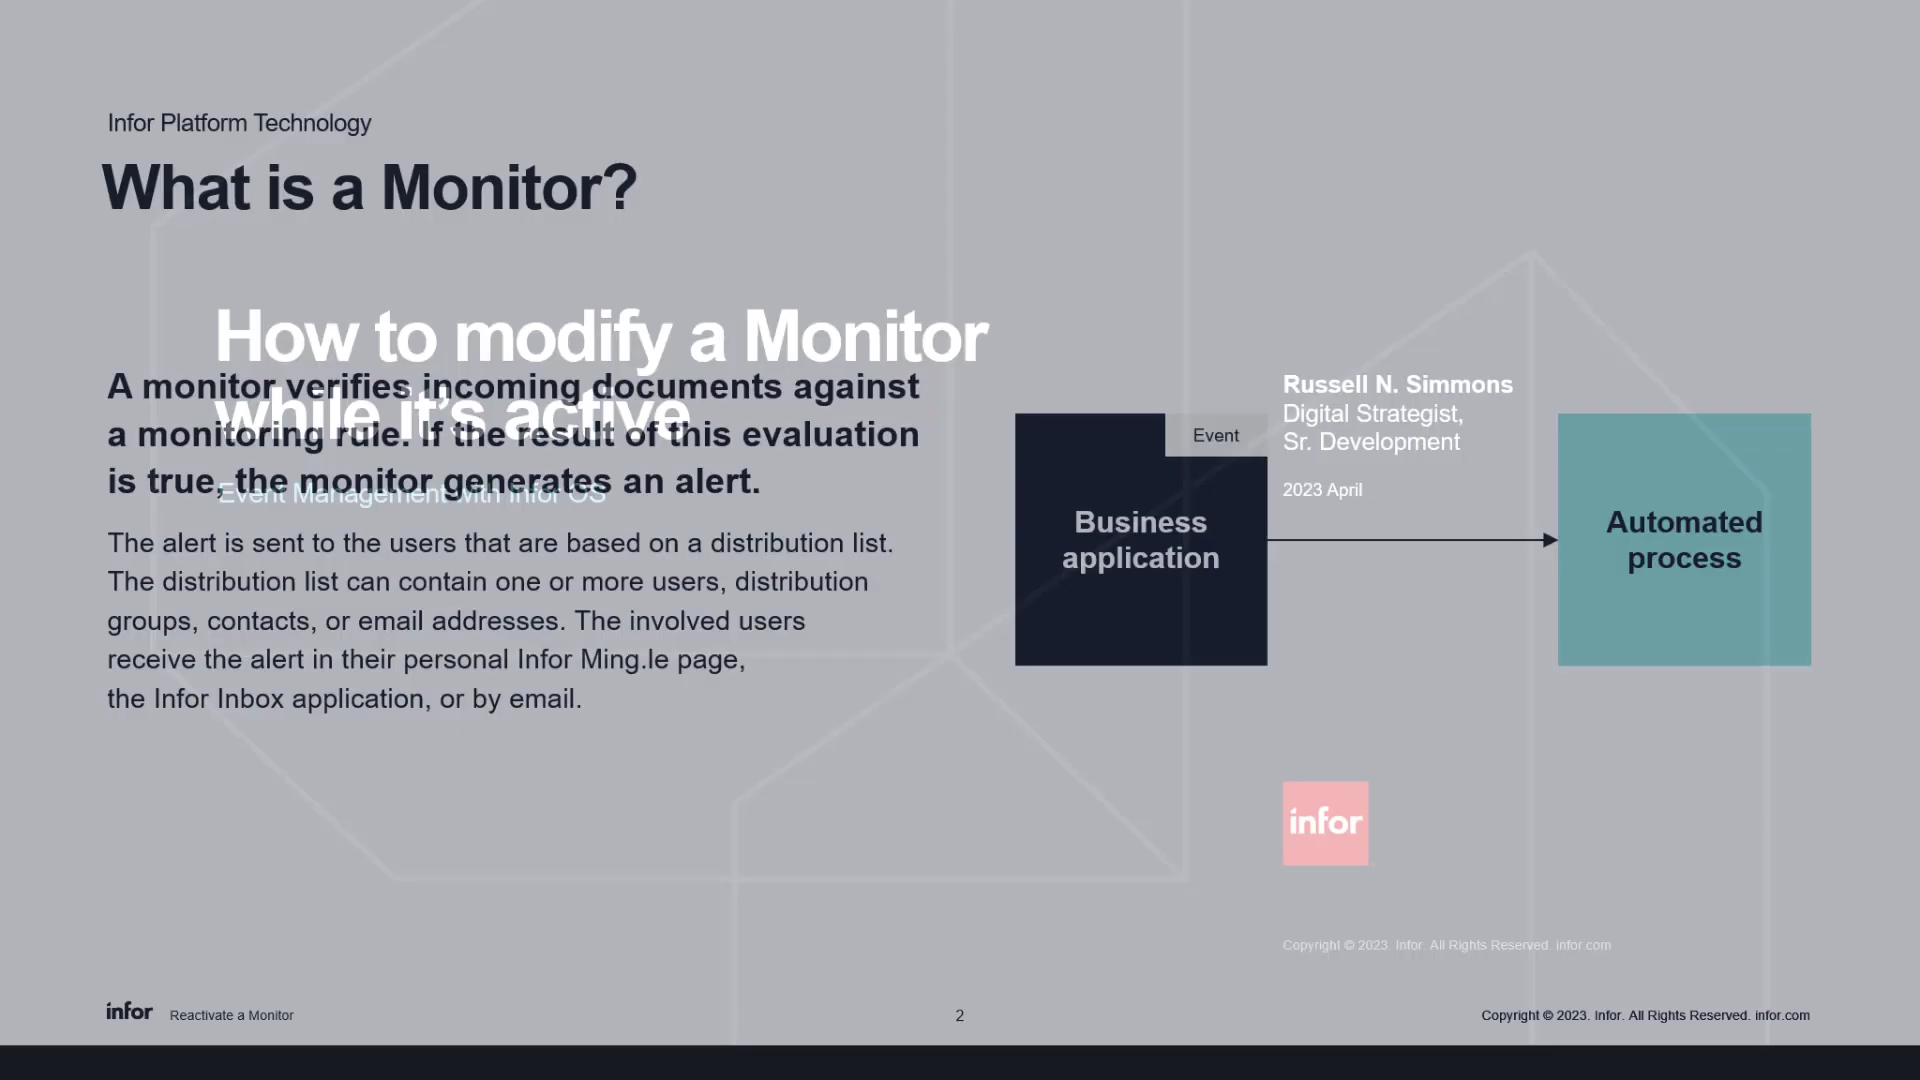 Infor Platform Technology
What is a Monitor?
How to modify a Monitor
while it's active
Event Management with Infor OS
A monitor verifies incoming documents against
a monitoring rule. If the result of this evaluation
is true, the monitor generates an alert.
The alert is sent to the users that are based on a distribution list.
The distribution list can contain one or more users, distribution
groups, contacts, or email addresses. The involved users
receive the alert in their personal Infor Ming.le page,
the Infor Inbox application, or by email.
Event
Business
application
Russell N. Simmons
Digital Strategist,
Sr. Development
2023 April
Automated
process
infor
Copyright © 2023. Infor. All Rights Reserved. infor.com
infor Reactivate a Monitor
2
Copyright © 2023. Infor. All Rights Reserved. infor.com